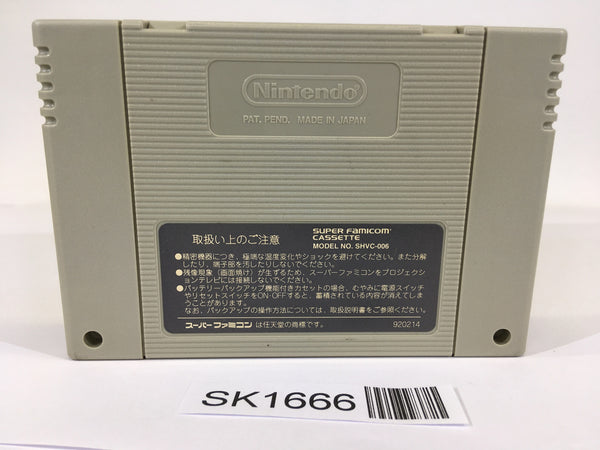 Nintendo
PAT. PEND. MADE IN JAPAN
取扱い上のご注意
SUPER FAMICOM
CASSETTE
MODEL NO. SHVC-006
●精密機器につき、極端な温度変化やショックを避けてください。また分解
したり、端子部を汚したりしないでください。
●残像現象（画面焼け）が生ずるため、スーパーファミコンをプロジェクシ
ョンテレビには接続しないでください。
●バッテリーバックアップ機能付きカセットの場合、むやみに電源スイッチ
やリセットスイッチをON・OFFすると、蓄積されている内容が消えてしま
うことがあります。
なお、バックアップの操作方法については、取扱説明書をご参照ください。
スーパーファミコン は任天堂の商標です。
920214
SK1666